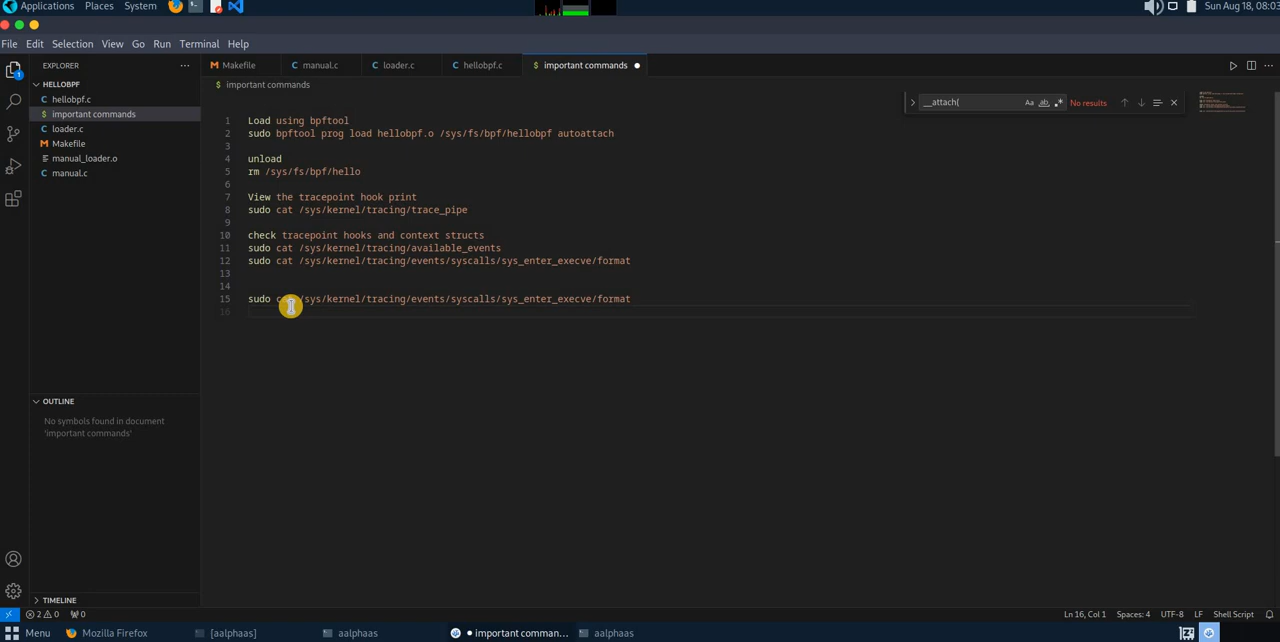 Applications Places System
Sun Aug 18, 08:03
File Edit Selection View Go Run Terminal Help
EXPLORER
HELLOBPF
hellobpf.c
$ important commands
C loader.c
M Makefile
manual_loader.o
C manual.c
1
OUTLINE
No symbols found in document
'important commands'
TIMELINE
M Makefile
C manual.c
C loader.c
C hellobpf.c
$ important commands
$ important commands
__attach(
Aa ab
No results
1 Load using bpftool
2 sudo bpftool prog load hellobpf.o /sys/fs/bpf/hellobpf autoattach
3
4 unload
5 rm /sys/fs/bpf/hello
6
7 View the tracepoint hook print
8 sudo cat /sys/kernel/tracing/trace_pipe
9
10 check tracepoint hooks and context structs
11 sudo cat /sys/kernel/tracing/available_events
12 sudo cat /sys/kernel/tracing/events/syscalls/sys_enter_execve/format
13
14
15 sudo /sys/kernel/tracing/events/syscalls/sys_enter_execve/format
16
2 0 0
Ln 16, Col 1 Spaces: 4 UTF-8 LF Shell Script
Menu Mozilla Firefox [aalphaas] aalphaas important comman... aalphaas